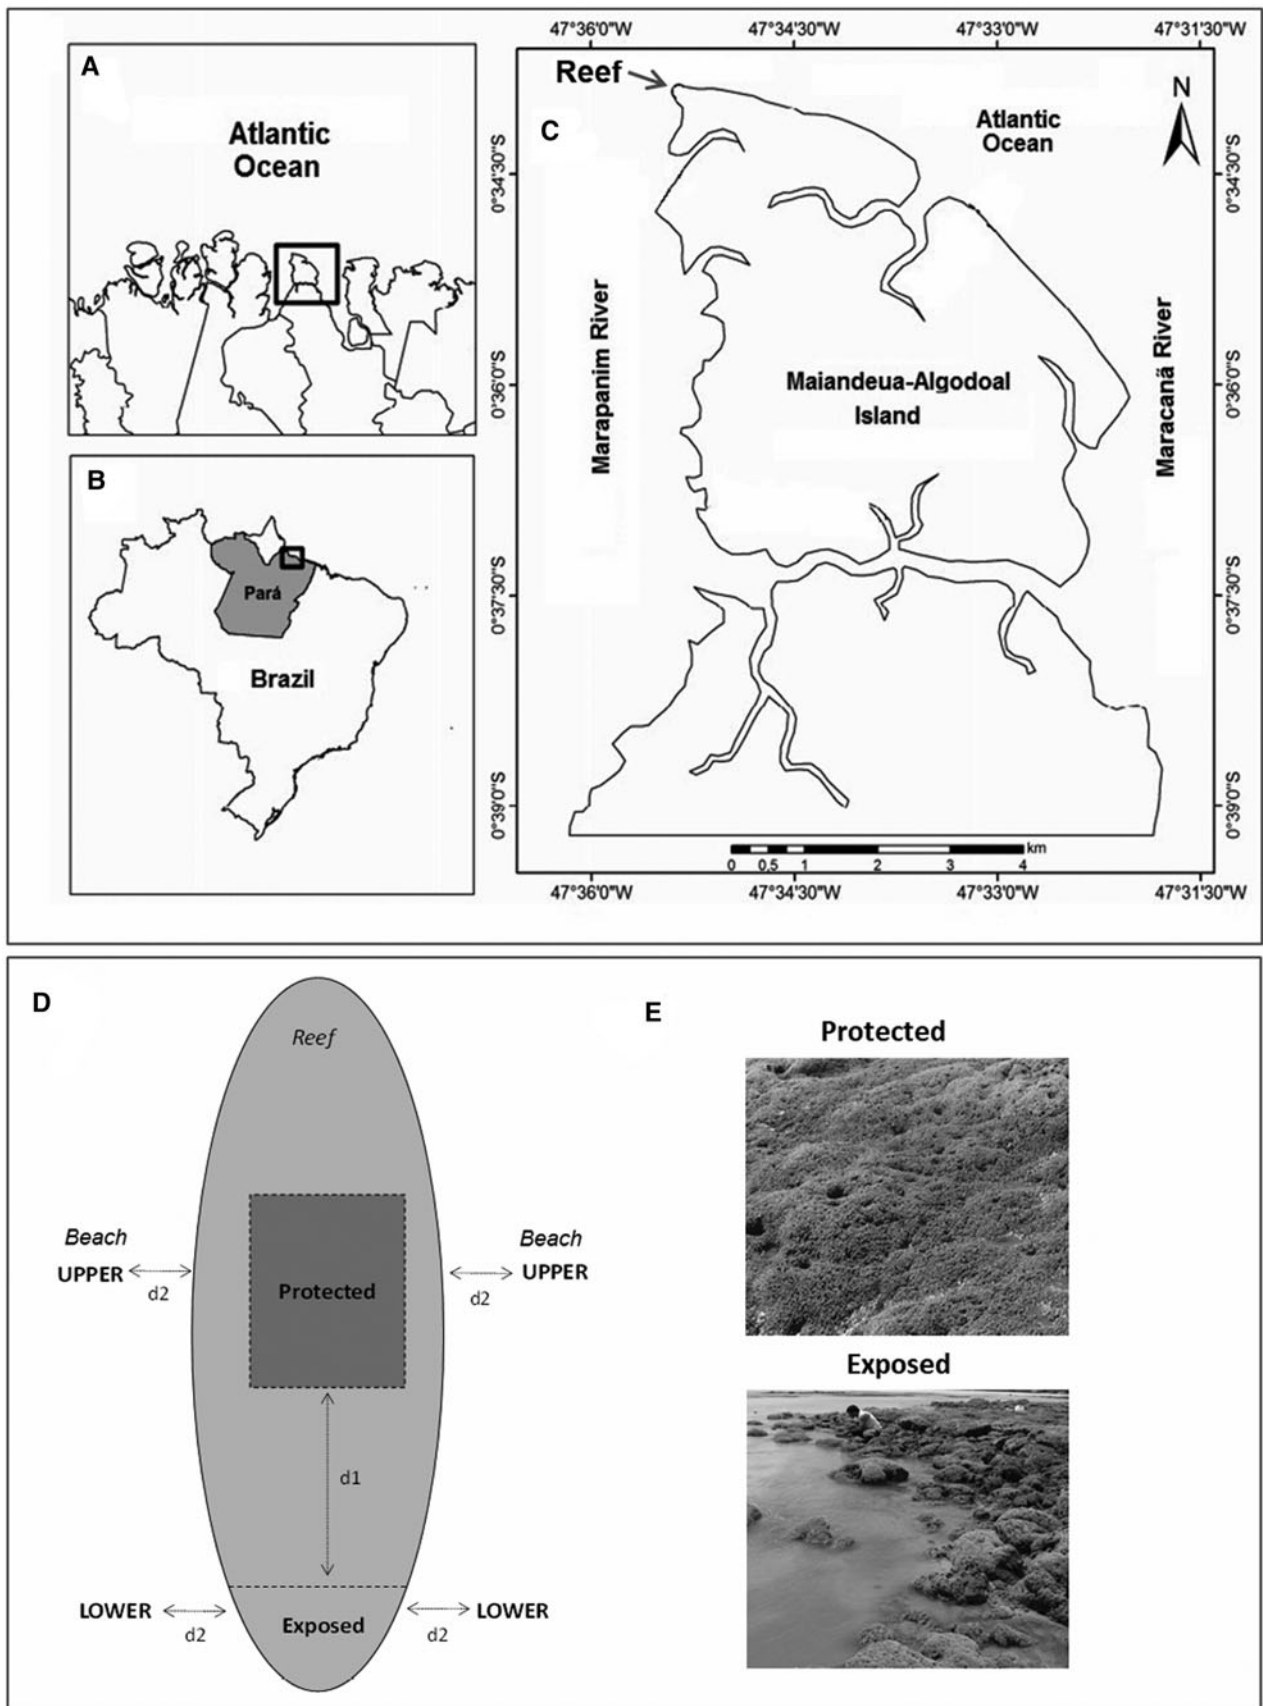 A
Atlantic
Ocean
B
Pará
Brazil
47°36'0"W 47°34'30"W 47°33'0"W 47°31'30"W
Reef
C
Atlantic
Ocean
N
0°34'30"S
0°34'30"S
Marapanim River
Maiandeua-Algodoal
Island
Maracanã River
0°36'0"S
0°36'0"S
0°37'30"S
0°37'30"S
0°39'0"S
0°39'0"S
km
0 0,5 1 2 3 4
47°36'0"W 47°34'30"W 47°33'0"W 47°31'30"W
D
Reef
Beach
UPPER
d2
Protected
Beach
UPPER
d2
d1
LOWER
d2
Exposed
LOWER
d2
E
Protected
Exposed